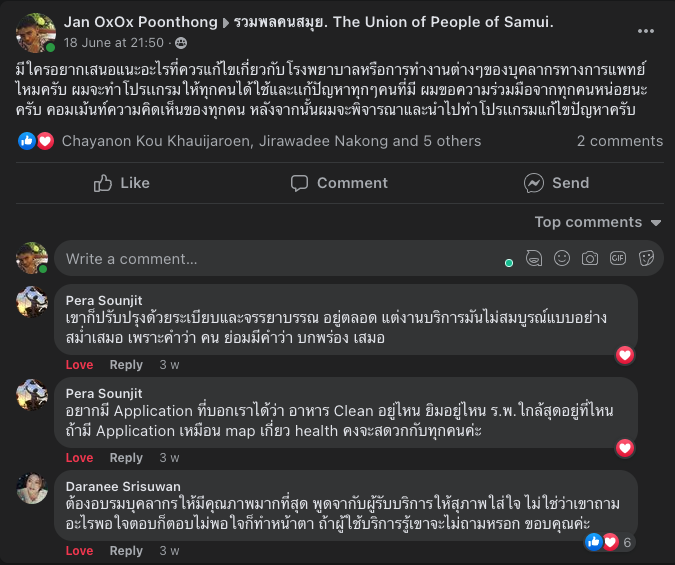 Jan OxOx Poonthong ▸ รวมพลคนสมุย. The Union of People of Samui.
18 June at 21:50 ·
มีใครอยากเสนอแนะอะไรที่ควรแก้ไขเกี่ยวกับโรงพยาบาลหรือการทำงานต่างๆของบุคลากรทางการแพทย์
ไหมครับ ผมจะทำโปรแกรมให้ทุกคนได้ใช้และแก้ปัญหาทุกๆคนที่มี ผมขอความร่วมมือจากทุกคนหน่อยนะ
ครับ คอมเม้นท์ความคิดเห็นของทุกคน หลังจากนั้นผมจะพิจารณาและนำไปทำโปรแกรมแก้ไขปัญหาครับ
Chayanon Kou Khauijaroen, Jirawadee Nakong and 5 others 2 comments
Like Comment Send
Top comments
Write a comment... GIF
Pera Sounjit
เขาก็ปรับปรุงด้วยระเบียบและจรรยาบรรณ อยู่ตลอด แต่งานบริการมันไม่สมบูรณ์แบบอย่าง
สม่ำเสมอ เพราะคำว่า คน ย่อมมีคำว่า บกพร่อง เสมอ
Love Reply 3 w
Pera Sounjit
อยากมี Application ที่บอกเราได้ว่า อาหาร Clean อยู่ไหน ยิมอยู่ไหน ร.พ.ใกล้สุดอยู่ที่ไหน
ถ้ามี Application เหมือน map เกี่ยว health คงจะสดวกกับทุกคนค่ะ
Love Reply 3 w
Daranee Srisuwan
ต้องอบรมบุคลากรให้มีคุณภาพมากที่สุด พูดจากับผู้รับบริการให้สุภาพใส่ใจ ไม่ใช่ว่าเขาถาม
อะไรพอใจตอบก็ตอบไม่พอใจก็ทำหน้าตา ถ้าผู้ใช้บริการรู้เขาจะไม่ถามหรอก ขอบคุณค่ะ
6
Love Reply 3 w